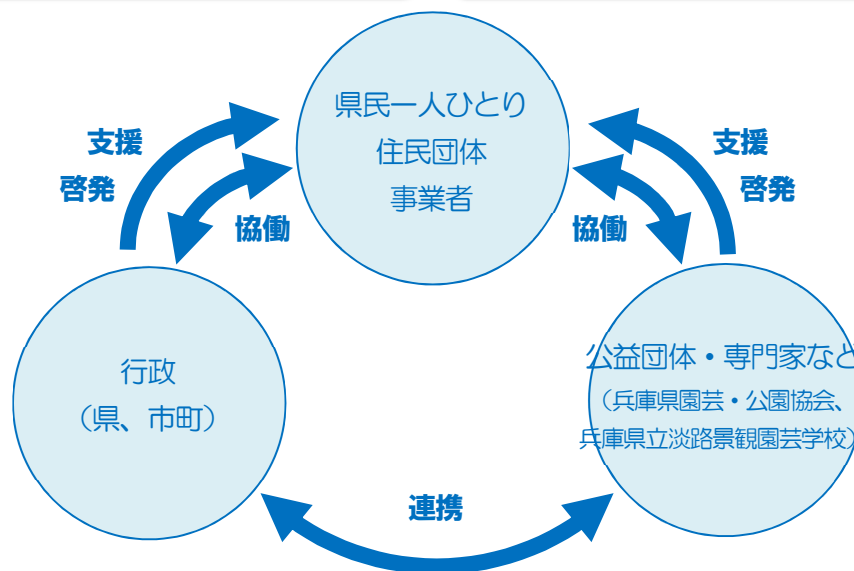 県民一人ひとり
住民団体
事業者
支援
啓発
協働
支援
啓発
協働
行政
（県、市町）
公益団体・専門家など
（兵庫県園芸・公園協会、
兵庫県立淡路景観園芸学校）
連携